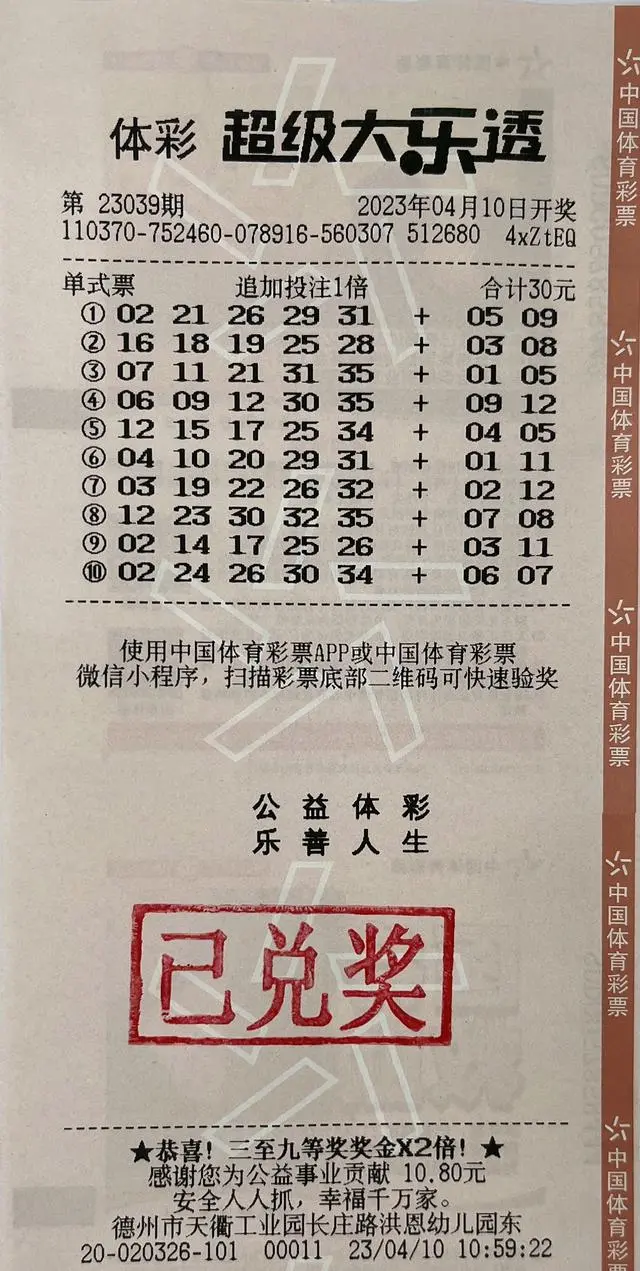 体彩 超级大乐透
第 23039期 2023年04月10日开奖
110370-752460-078916-560307 512680 4xZtEQ
单式票 追加投注1倍 合计30元
① 02 21 26 29 31 + 05 09
② 16 18 19 25 28 + 03 08
③ 07 11 21 31 35 + 01 05
④ 06 09 12 30 35 + 09 12
⑤ 12 15 17 25 34 + 04 05
⑥ 04 10 20 29 31 + 01 11
⑦ 03 19 22 26 32 + 02 12
⑧ 12 23 30 32 35 + 07 08
⑨ 02 14 17 25 26 + 03 11
⑩ 02 24 26 30 34 + 06 07
使用中国体育彩票APP或中国体育彩票
微信小程序，扫描彩票底部二维码可快速验奖
公益体彩
乐善人生
已兑奖
★恭喜！三至九等奖奖金X2倍！★
感谢您为公益事业贡献 10.80元
安全人人抓，幸福千万家。
德州市天衢工业园长庄路洪恩幼儿园东
20-020326-101 00011 23/04/10 10:59:22
中国体育彩票
中国体育彩票
中国体育彩票
中国体育彩票
中国体育彩票